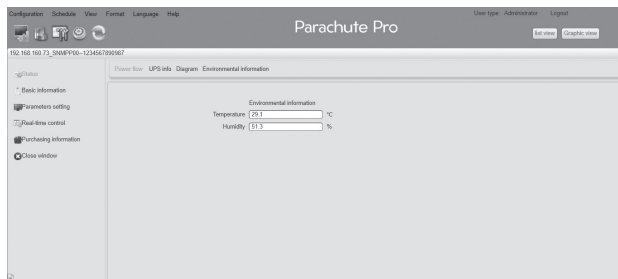 Configuration Schedule View Format Language Help
User type Administrator Logout
Parachute Pro
list view Graphic view
192.168.160.73_SNMPP00--1234567890987
Status
Basic information
Parameters setting
Real-time control
Purchasing information
Close window
Power flow UPS info Diagram Environmental information
Environmental information
Temperature 29.1 °C
Humidity 51.3 %